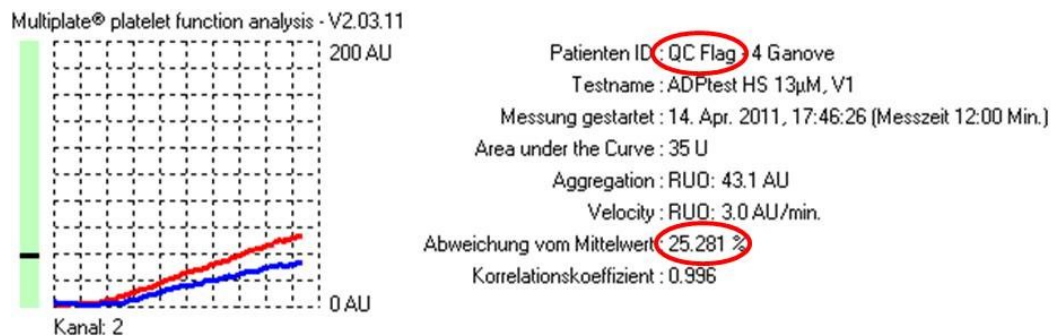 Multiplate® platelet function analysis - V2.03.11
200 AU
0 AU
Kanal: 2
Patienten ID : QC Flag - 4 Ganove
Testname : ADPtest HS 13µM, V1
Messung gestartet : 14. Apr. 2011, 17:46:26 (Messzeit 12:00 Min.)
Area under the Curve : 35 U
Aggregation : RUO: 43.1 AU
Velocity : RUO: 3.0 AU/min.
Abweichung vom Mittelwert : 25.281 %
Korrelationskoeffizient : 0.996